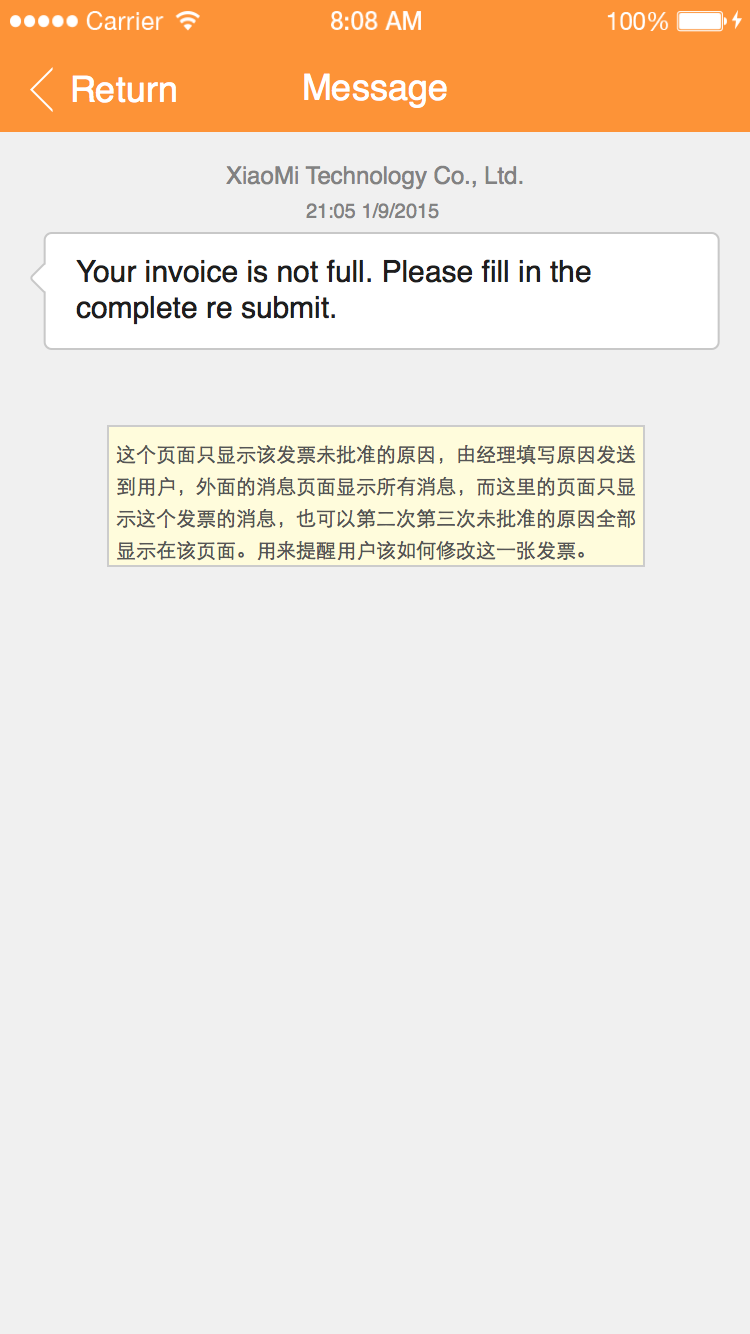 Carrier 8:08 AM 100%
Return Message
XiaoMi Technology Co., Ltd.
21:05 1/9/2015
Your invoice is not full. Please fill in the
complete re submit.
这个页面只显示该发票未批准的原因，由经理填写原因发送
到用户，外面的消息页面显示所有消息，而这里的页面只显
示这个发票的消息，也可以第二次第三次未批准的原因全部
显示在该页面。用来提醒用户该如何修改这一张发票。